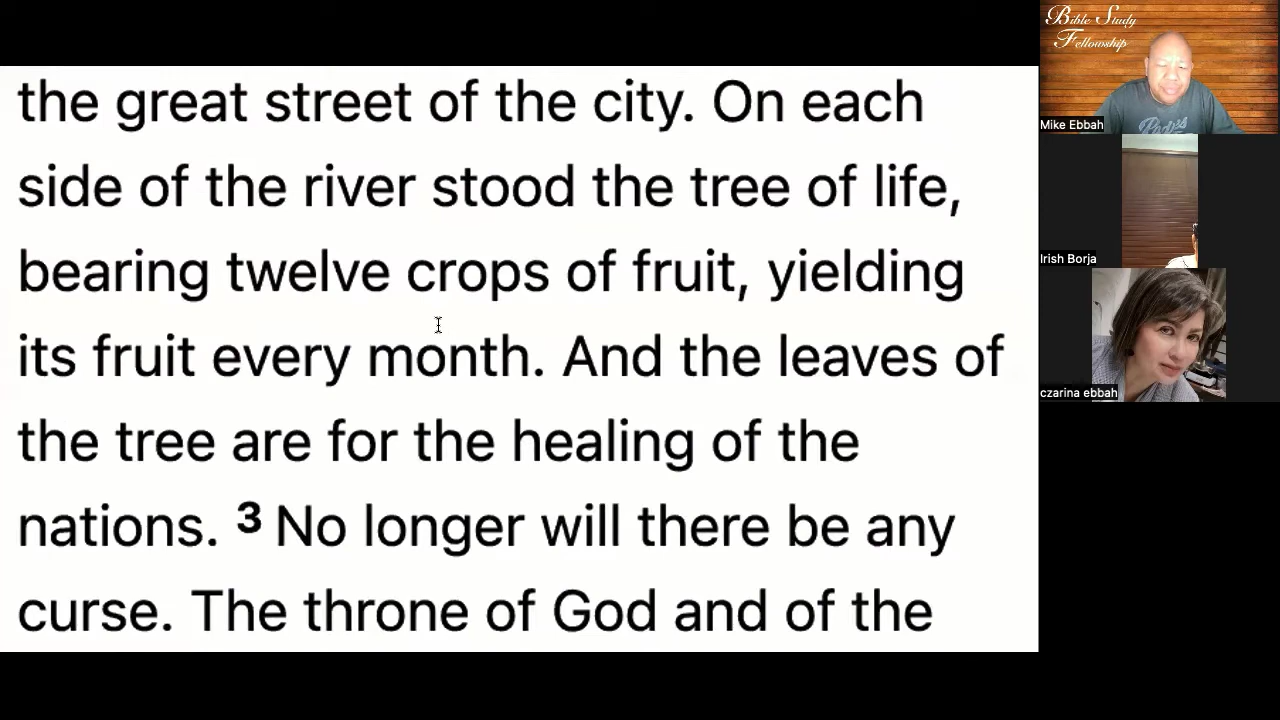 the great street of the city. On each
side of the river stood the tree of life,
bearing twelve crops of fruit, yielding
its fruit every month. And the leaves of
the tree are for the healing of the
nations. 3 No longer will there be any
curse. The throne of God and of the
Bible Study
Fellowship
Padres
Mike Ebbah
Irish Borja
czarina ebbah